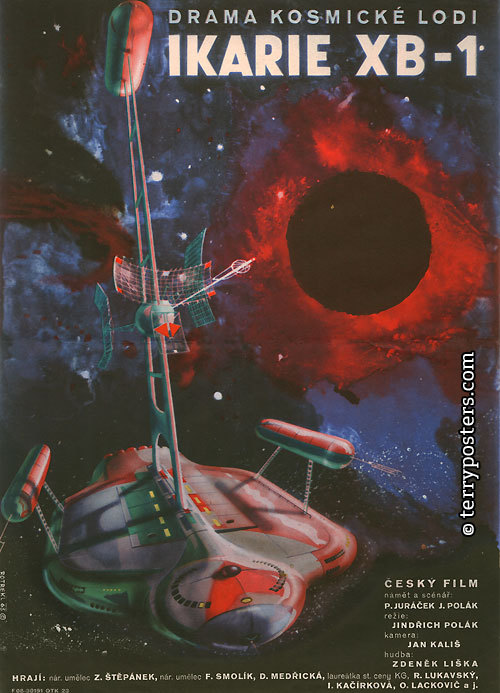 DRAMA KOSMICKÉ LODI
IKARIE XB-1
© terryposters.com
ČESKÝ FILM
námět a scénář:
P. JURÁČEK J. POLÁK
režie:
JINDŘICH POLÁK
kamera:
JAN KALIŠ
hudba:
ZDENĚK LIŠKA
HRAJÍ: nár. umělec Z. ŠTĚPÁNEK, nár. umělec F. SMOLÍK, D. MEDŘICKÁ, laureátka st. ceny KG, R. LUKAVSKÝ,
I. KAČÍRKOVÁ, O. LACKOVIČ a j.
ROTREKL 63